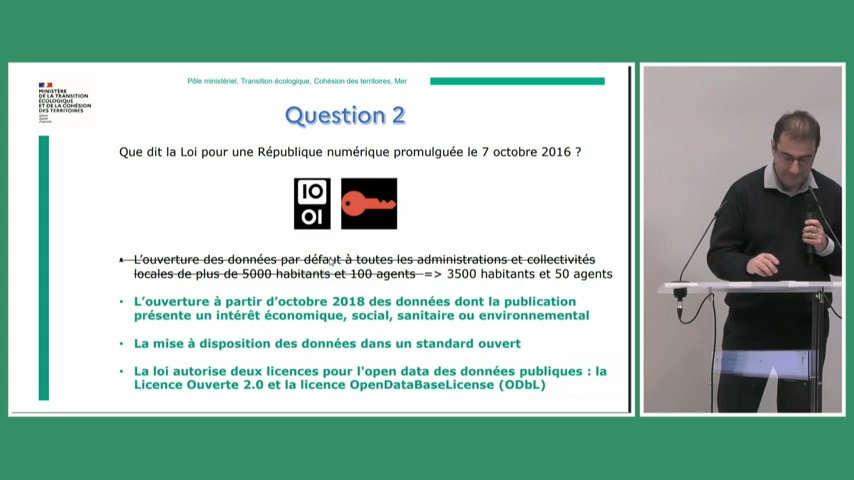 Pôle ministériel, Transition écologique, Cohésion des territoires, Mer
MINISTÈRE
DE LA TRANSITION
ÉCOLOGIQUE
ET DE LA COHÉSION
DES TERRITOIRES
Question 2
Que dit la Loi pour une République numérique promulguée le 7 octobre 2016 ?
IO
OI
• L'ouverture des données par défaut à toutes les administrations et collectivités
locales de plus de 5000 habitants et 100 agents => 3500 habitants et 50 agents
• L'ouverture à partir d'octobre 2018 des données dont la publication
présente un intérêt économique, social, sanitaire ou environnemental
• La mise à disposition des données dans un standard ouvert
• La loi autorise deux licences pour l'open data des données publiques : la
Licence Ouverte 2.0 et la licence OpenDataBaseLicense (ODbL)